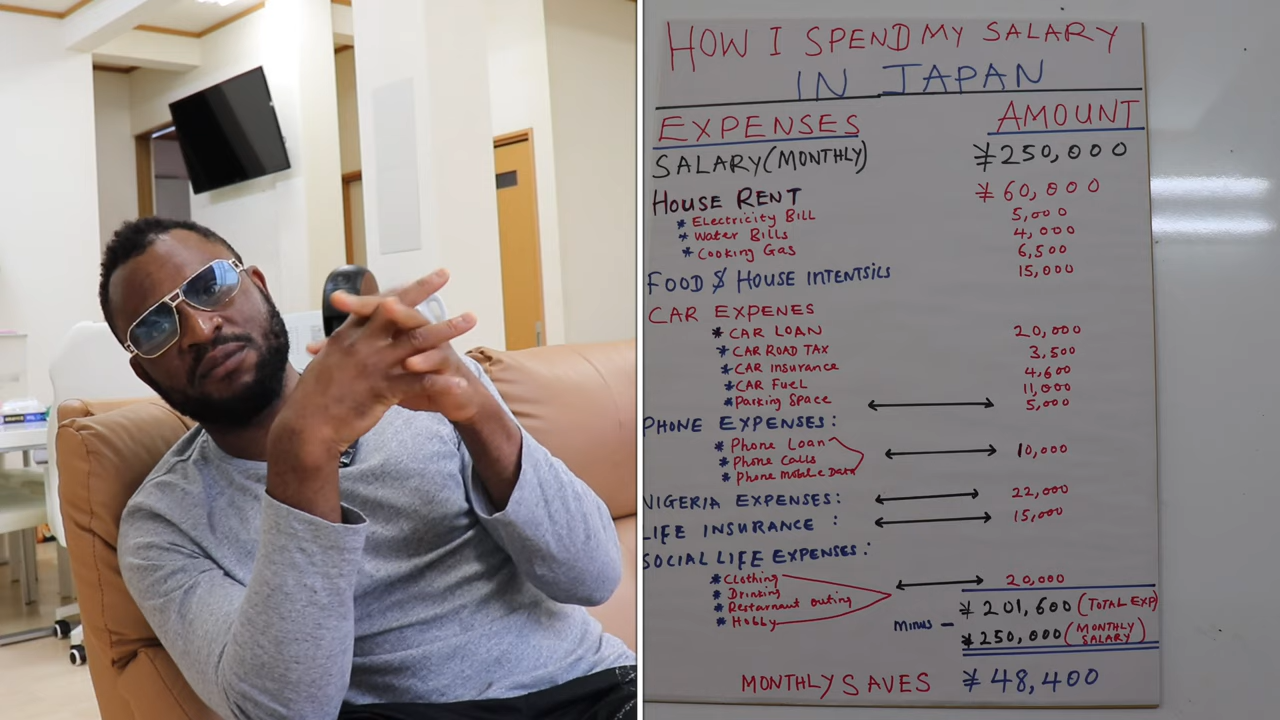 HOW I SPEND MY SALARY
IN JAPAN
EXPENSES AMOUNT
SALARY(MONTHLY) ¥250,000
HOUSE RENT ¥60,000
* Electricity Bill 5,000
* Water Bills 4,000
* Cooking Gas 6,500
FOOD $ HOUSE INTENTSILS 15,000
CAR EXPENES
* CAR LOAN 20,000
* CAR ROAD TAX 3,500
* CAR Insurance 4,600
* CAR FUEL 11,000
* Parking Space 5,000
PHONE EXPENSES:
* Phone Loan
* Phone Calls 10,000
* Phone Mobile Data
NIGERIA EXPENSES: 22,000
LIFE INSURANCE : 15,000
SOCIAL LIFE EXPENSES:
* Clothing 20,000
* Drinking
* Restarnant outing ¥201,600 (TOTAL EXP)
* Hobby minus - ¥250,000 (MONTHLY SALARY)
MONTHLY SAVES ¥48,400